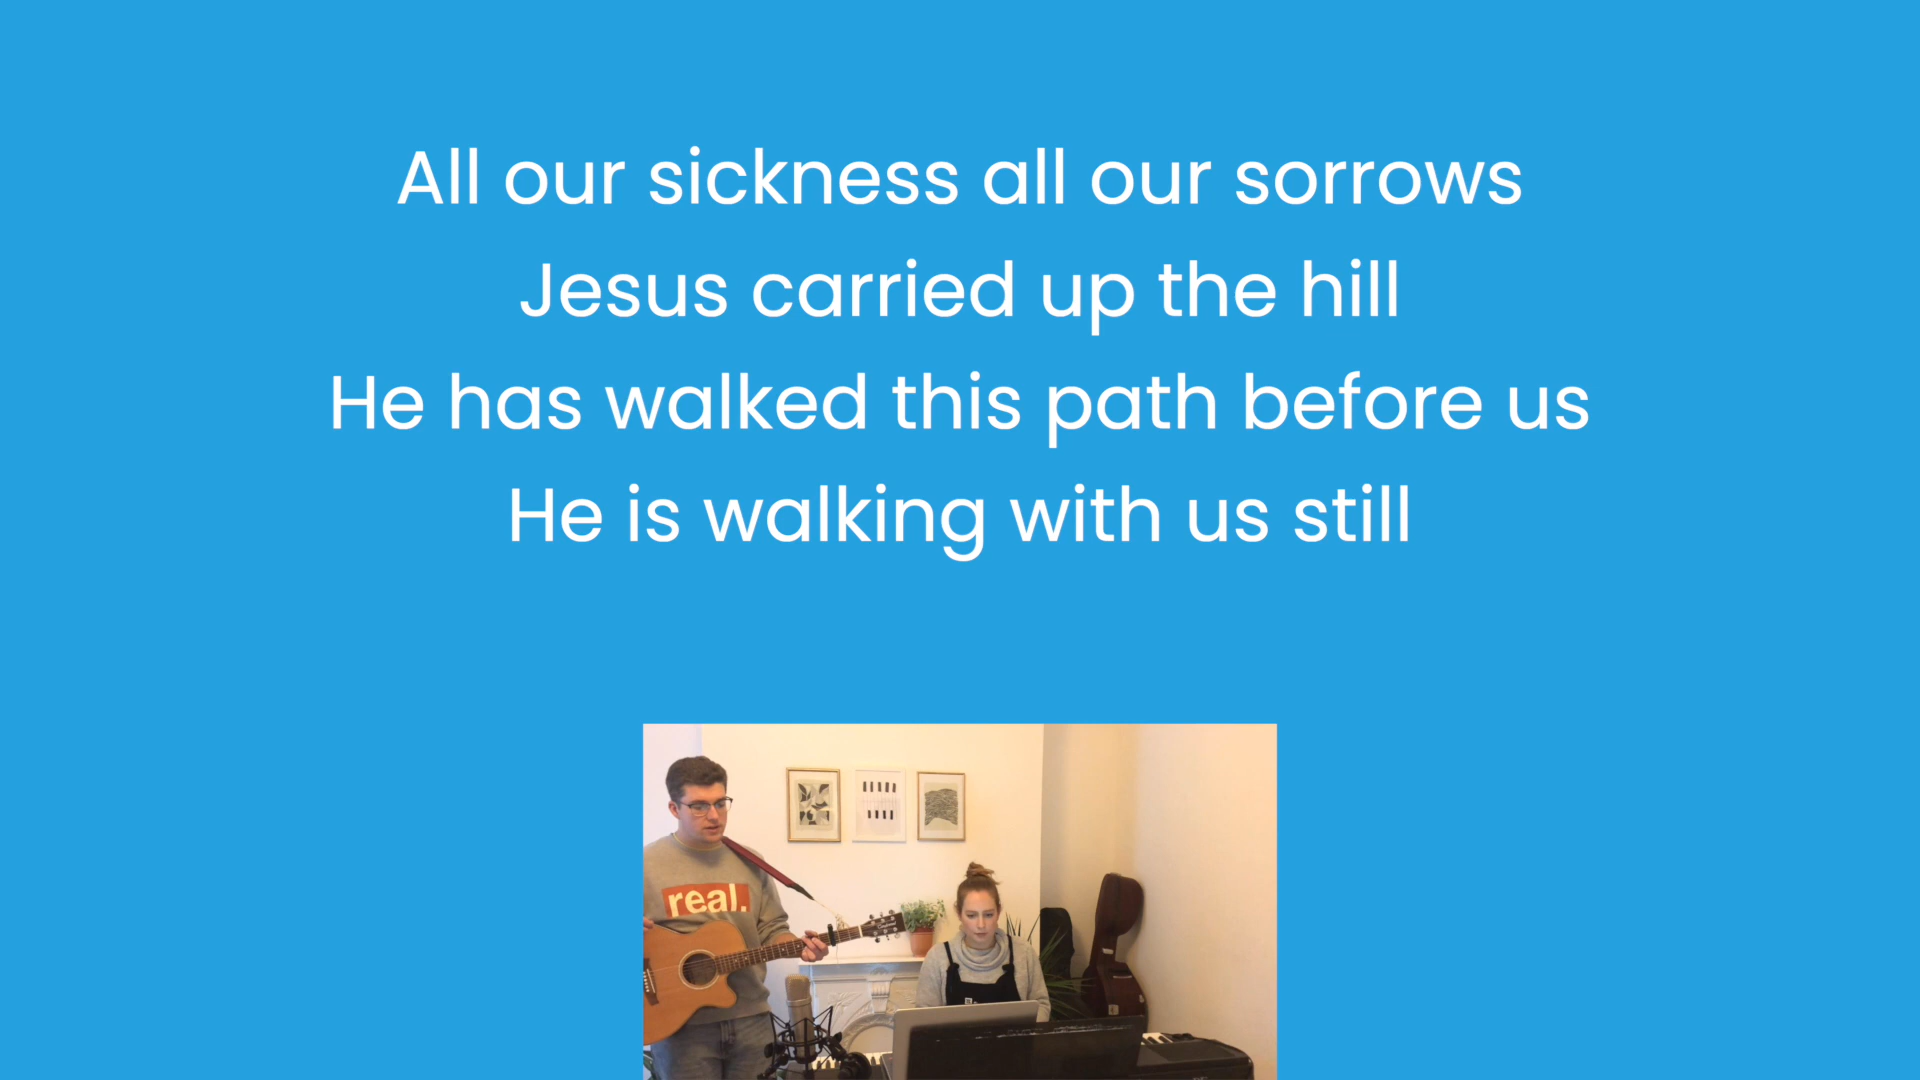 All our sickness all our sorrows
Jesus carried up the hill
He has walked this path before us
He is walking with us still
real.